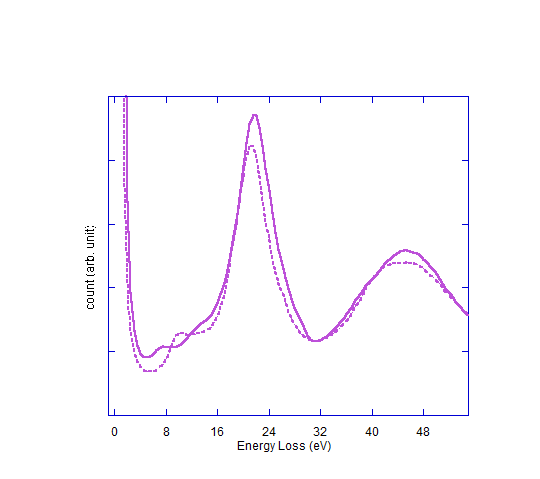 count (arb. unit)
0 8 16 24 32 40 48
Energy Loss (eV)